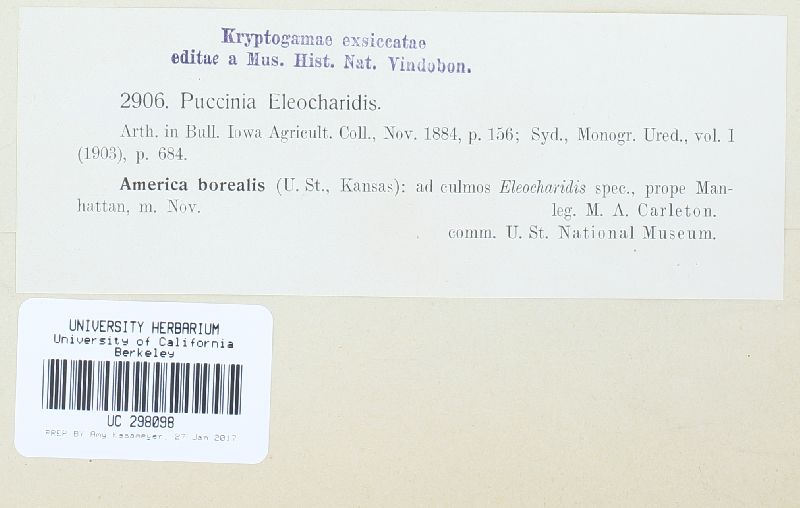 Kryptogamae exsiccatae
editae a Mus. Hist. Nat. Vindobon.
2906. Puccinia Eleocharidis.
Arth. in Bull. Iowa Agricult. Coll., Nov. 1884, p. 156; Syd., Monogr. Ured., vol. I
(1903), p. 684.
America borealis (U. St., Kansas): ad culmos Eleocharidis spec., prope Man-
hattan, m. Nov. leg. M. A. Carleton.
comm. U. St. National Museum.
UNIVERSITY HERBARIUM
University of California
Berkeley
UC 298098
PREP BY Amy Kasameyer, 27 Jan 2017